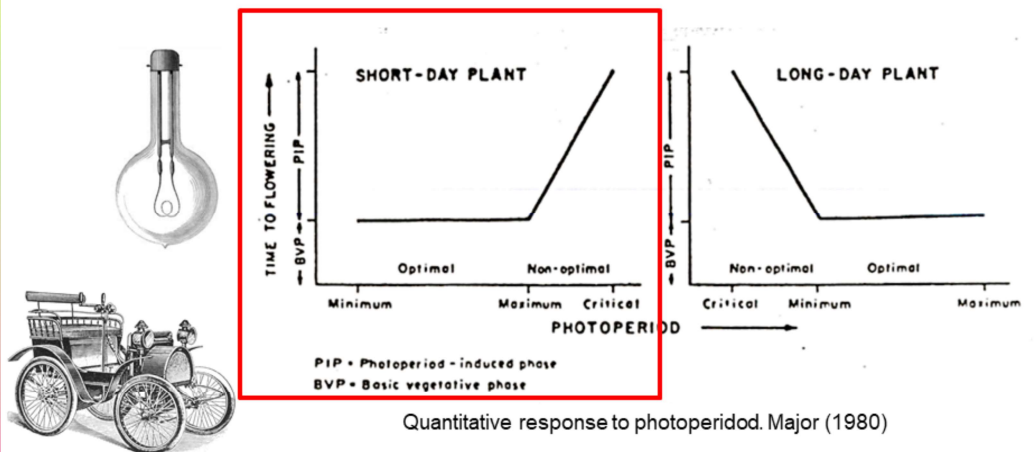 SHORT-DAY PLANT
TIME TO FLOWERING
PIP
BVP
Optimal
Non-optimal
Minimum
Maximum
Critical
LONG-DAY PLANT
PIP
BVP
Non-optimal
Optimal
Critical
Minimum
Maximum
PHOTOPERIOD
PIP = Photoperiod-induced phase
BVP = Basic vegetative phase
Quantitative response to photoperidod. Major (1980)